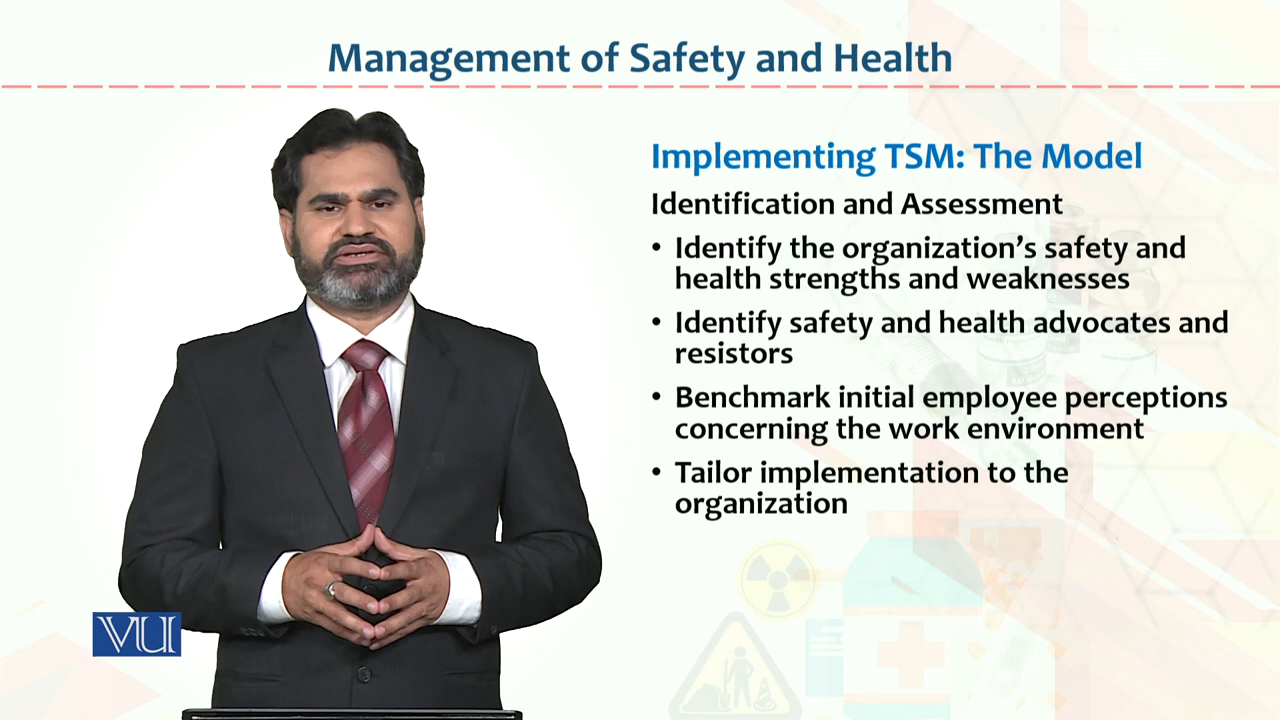 Management of Safety and Health
Implementing TSM: The Model
Identification and Assessment
• Identify the organization's safety and
health strengths and weaknesses
• Identify safety and health advocates and
resistors
• Benchmark initial employee perceptions
concerning the work environment
• Tailor implementation to the
organization
VU